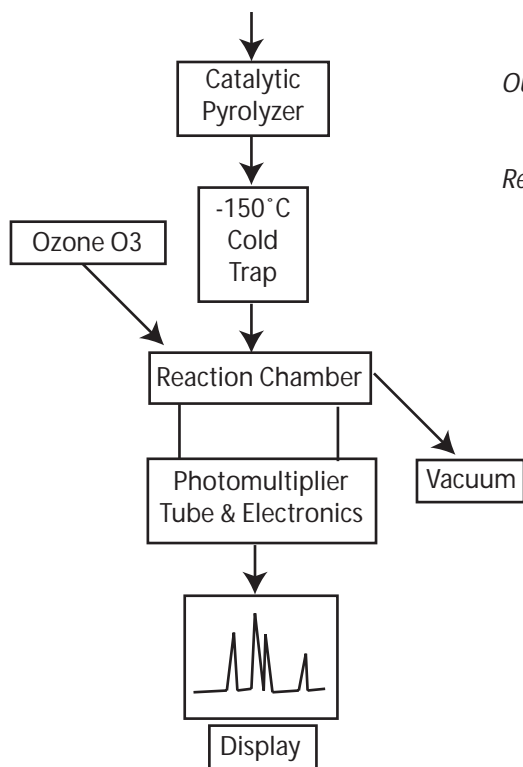 Catalytic
Pyrolyzer
-150˚C
Cold
Trap
Ozone O3
Reaction Chamber
Photomultiplier
Tube & Electronics
Vacuum
Display